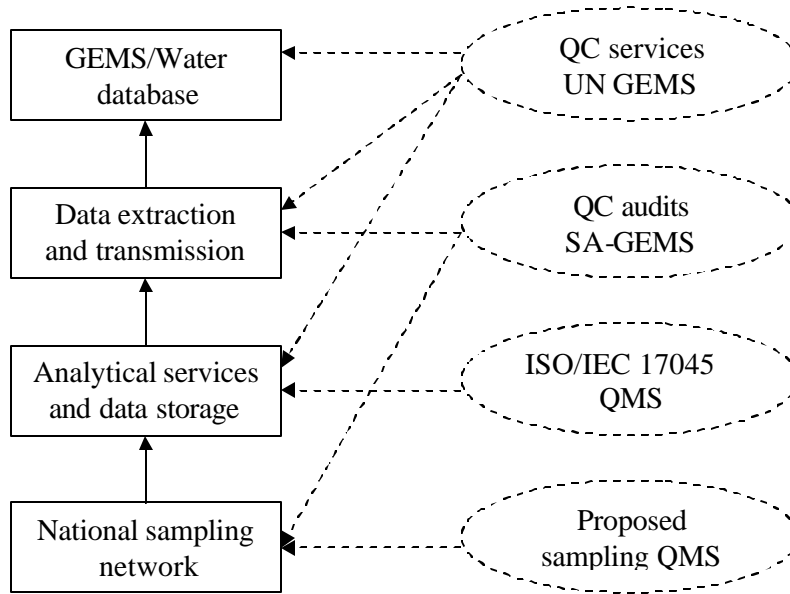 GEMS/Water
database
QC services
UN GEMS
Data extraction
and transmission
QC audits
SA-GEMS
Analytical services
and data storage
ISO/IEC 17045
QMS
National sampling
network
Proposed
sampling QMS